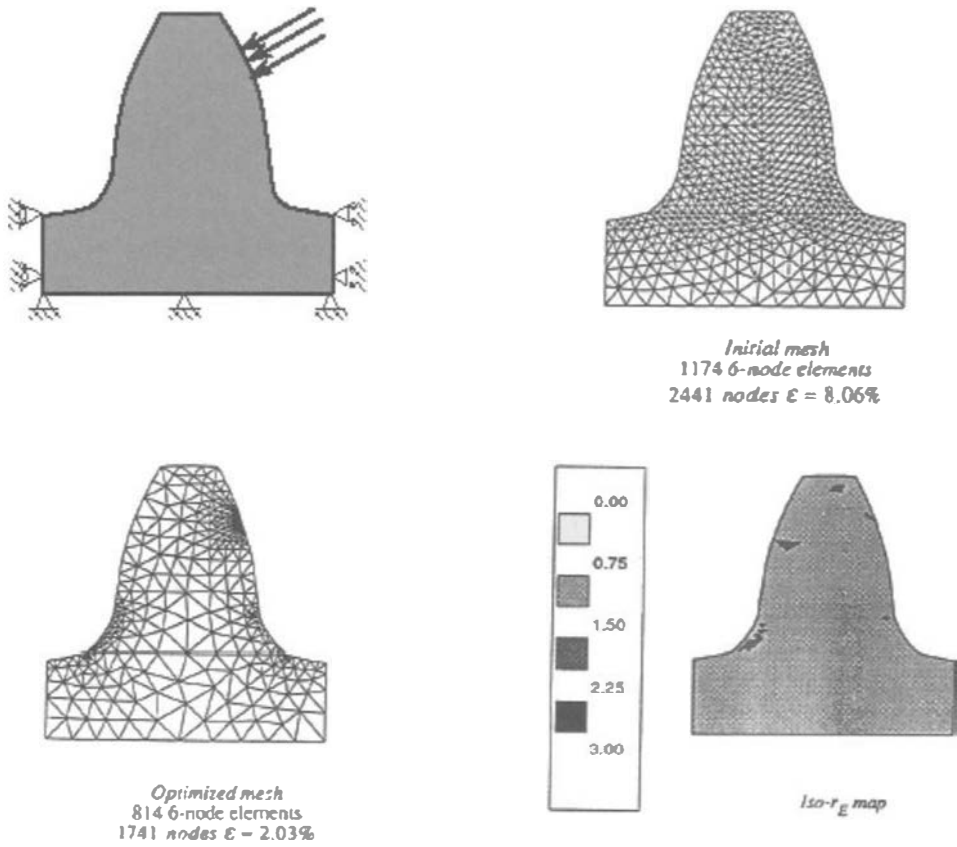 Initial mesh
1174 6-node elements
2441 nodes ε = 8.06%
0.00
0.75
1.50
2.25
3.00
Optimized mesh
814 6-node elements
1741 nodes ε = 2.03%
Iso-r_E map